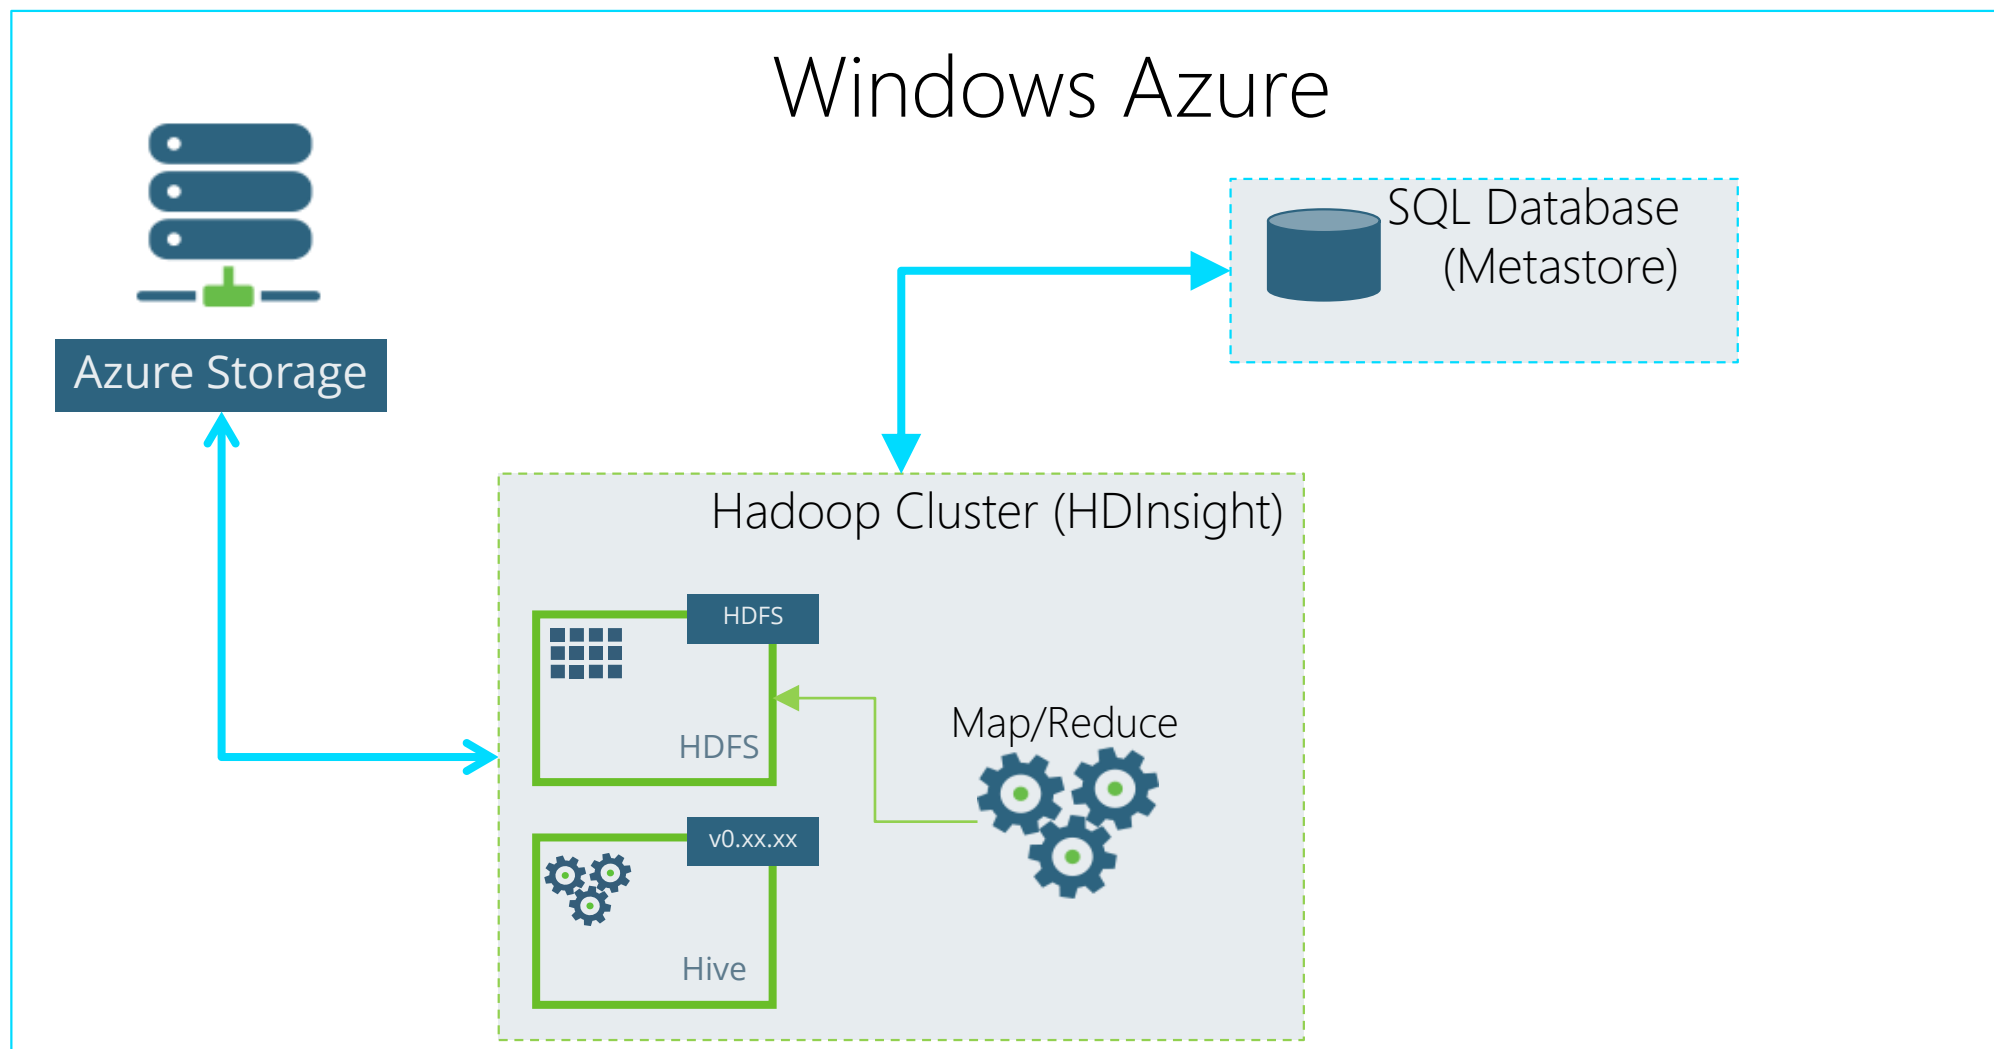 Windows Azure
SQL Database
(Metastore)
Azure Storage
Hadoop Cluster (HDInsight)
HDFS
HDFS
Map/Reduce
v0.xx.xx
Hive